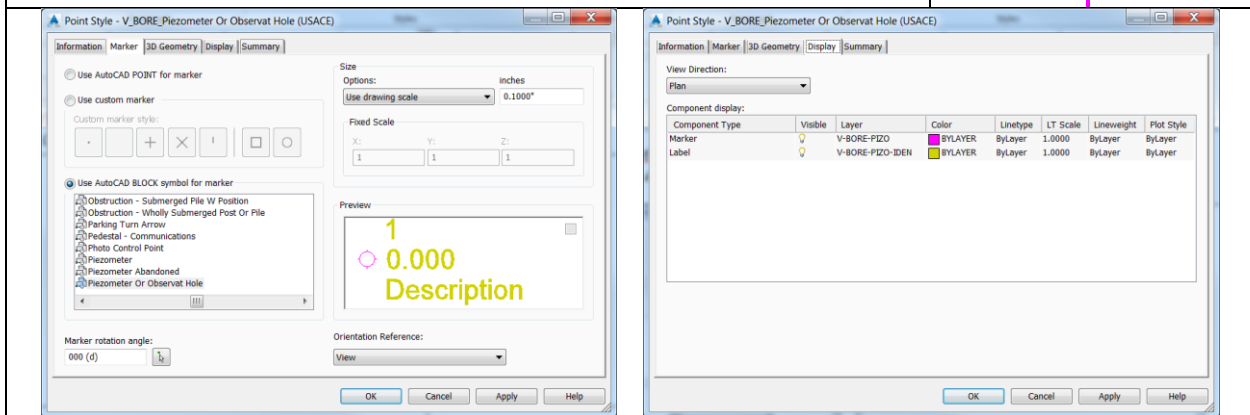 Point Style - V_BORE_Piezometer Or Observat Hole (USACE)
Information Marker 3D Geometry Display Summary
Use AutoCAD POINT for marker
Use custom marker
Custom marker style:
Use AutoCAD BLOCK symbol for marker
Obstruction - Submerged Pile W Position
Obstruction - Wholly Submerged Post Or Pile
Parking Turn Arrow
Pedestal - Communications
Photo Control Point
Piezometer
Piezometer Abandoned
Piezometer Or Observat Hole
Marker rotation angle:
000 (d)
Size
Options: inches
Use drawing scale 0.1000"
Fixed Scale
X: Y: Z:
1 1 1
Preview
1
0.000
Description
Orientation Reference:
View
OK Cancel Apply Help
Point Style - V_BORE_Piezometer Or Observat Hole (USACE)
Information Marker 3D Geometry Display Summary
View Direction:
Plan
Component display:
Component Type Visible Layer Color Linetype LT Scale Lineweight Plot Style
Marker V-BORE-PIZO BYLAYER ByLayer 1.0000 ByLayer ByLayer
Label V-BORE-PIZO-IDEN BYLAYER ByLayer 1.0000 ByLayer ByLayer
OK Cancel Apply Help